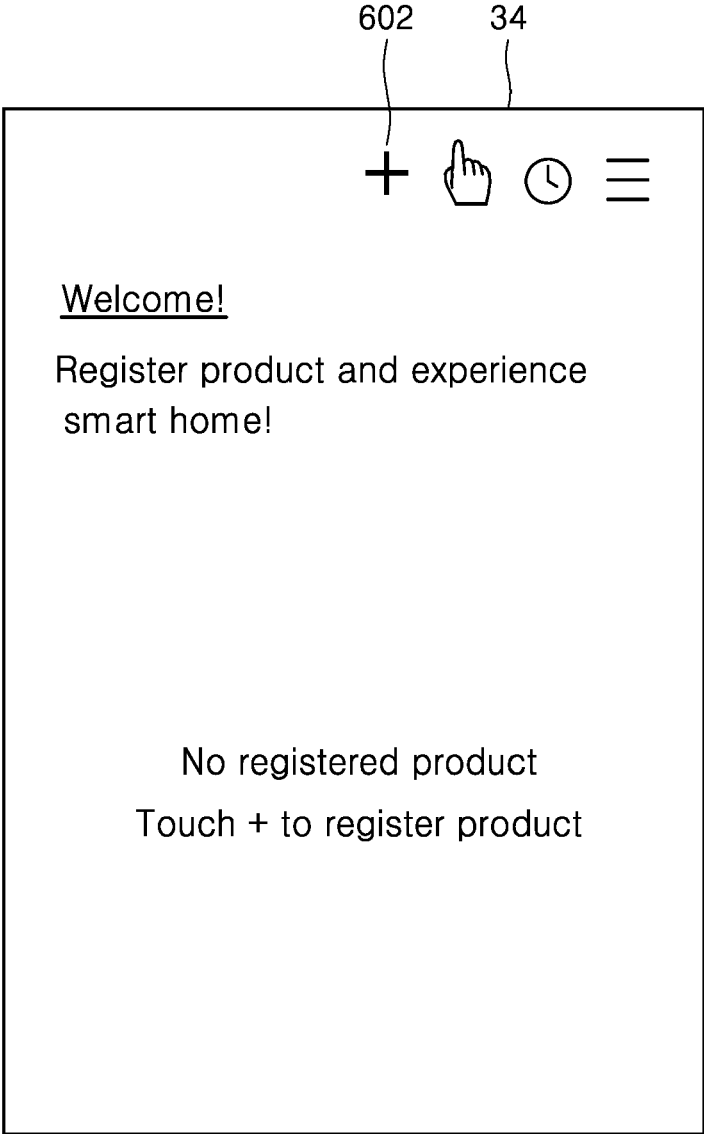 602 34
+
Welcome!
Register product and experience
smart home!
No registered product
Touch + to register product